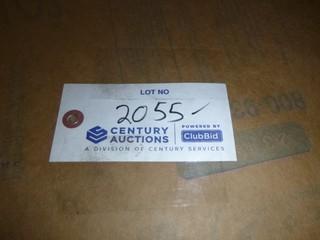 LOT NO
2055-
CENTURY AUCTIONS
POWERED BY
ClubBid
A DIVISION OF CENTURY SERVICES